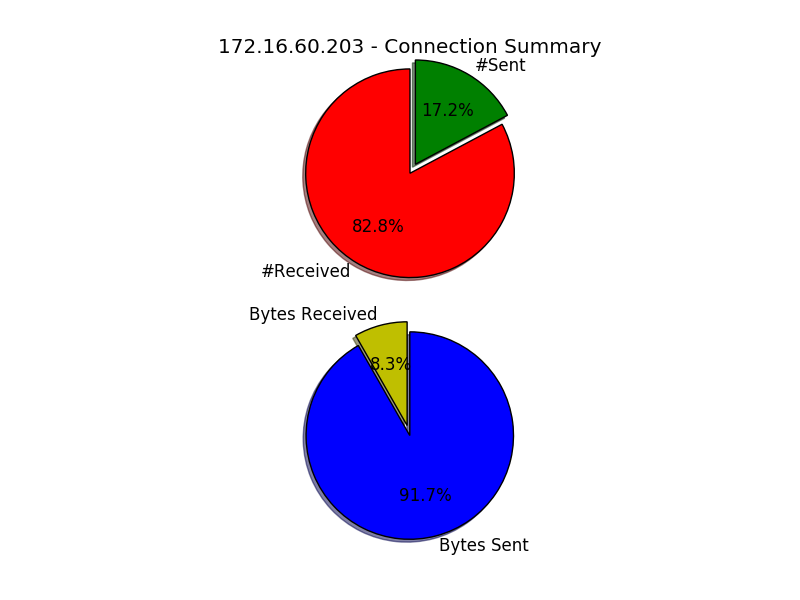 172.16.60.203 - Connection Summary
#Sent
17.2%
82.8%
#Received
Bytes Received
8.3%
91.7%
Bytes Sent